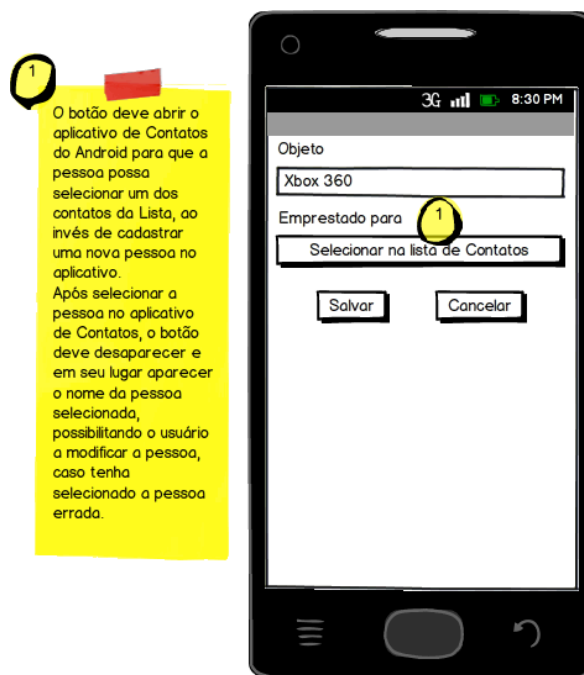 1
O botão deve abrir o
aplicativo de Contatos
do Android para que a
pessoa possa
selecionar um dos
contatos da Lista, ao
invés de cadastrar
uma nova pessoa no
aplicativo.
Após selecionar a
pessoa no aplicativo
de Contatos, o botão
deve desaparecer e
em seu lugar aparecer
o nome da pessoa
selecionada,
possibilitando o usuário
a modificar a pessoa,
caso tenha
selecionado a pessoa
errada.
3G 8:30 PM
Objeto
Xbox 360
Emprestado para 1
Selecionar na lista de Contatos
Salvar Cancelar